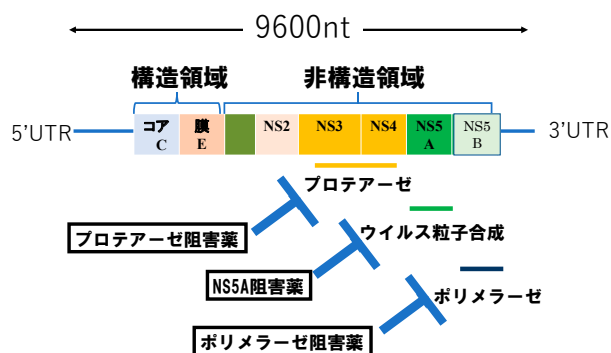 9600nt
構造領域
非構造領域
5'UTR
コア
C
膜
E
NS2
NS3
NS4
NS5
A
NS5
B
3'UTR
プロテアーゼ
プロテアーゼ阻害薬
ウイルス粒子合成
NS5A阻害薬
ポリメラーゼ
ポリメラーゼ阻害薬